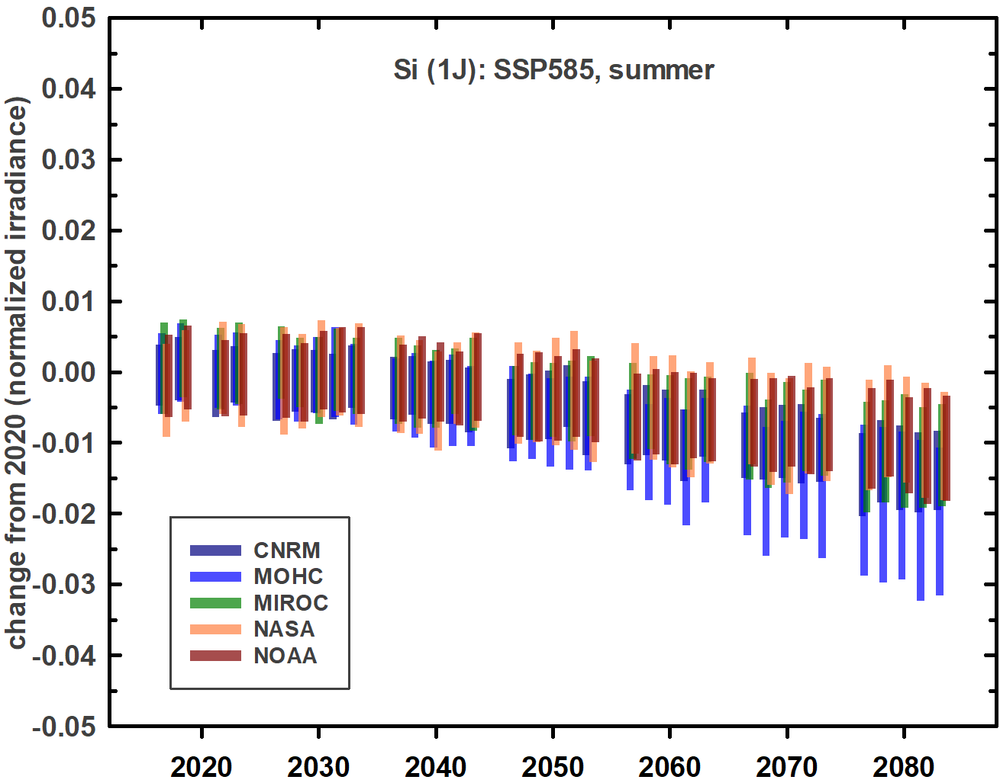 Si (1J): SSP585, summer
change from 2020 (normalized irradiance)
0.05
0.04
0.03
0.02
0.01
0.00
-0.01
-0.02
-0.03
-0.04
-0.05
CNRM
MOHC
MIROC
NASA
NOAA
2020 2030 2040 2050 2060 2070 2080